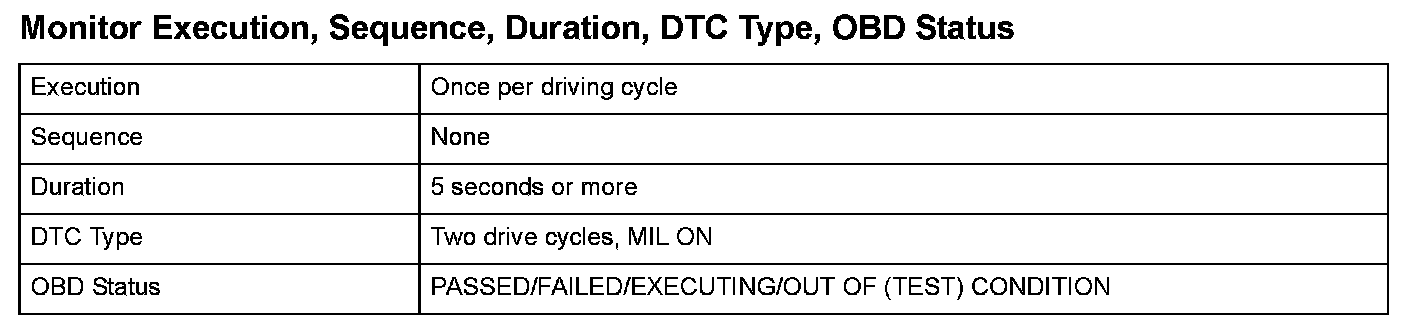 Monitor Execution, Sequence, Duration, DTC Type, OBD Status
Execution Once per driving cycle
Sequence None
Duration 5 seconds or more
DTC Type Two drive cycles, MIL ON
OBD Status PASSED/FAILED/EXECUTING/OUT OF (TEST) CONDITION